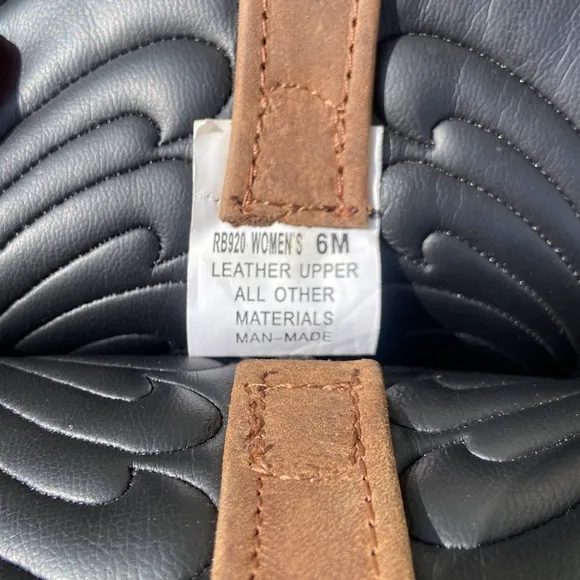 RB920 WOMEN'S 6M
LEATHER UPPER
ALL OTHER
MATERIALS
MAN-MADE